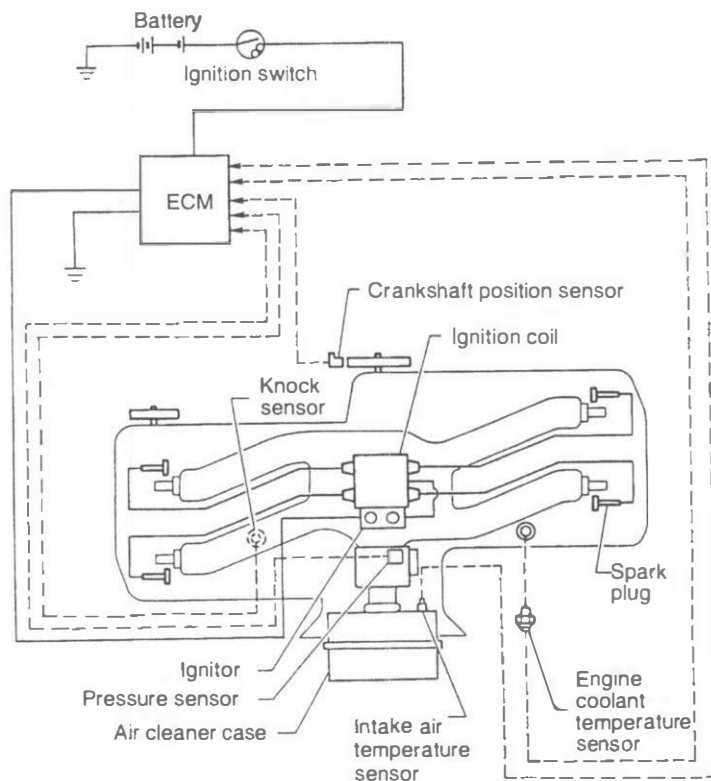 Battery
Ignition switch
ECM
Crankshaft position sensor
Ignition coil
Knock
sensor
Spark
plug
Ignitor
Pressure sensor
Air cleaner case
Intake air
temperature
sensor
Engine
coolant
temperature
sensor